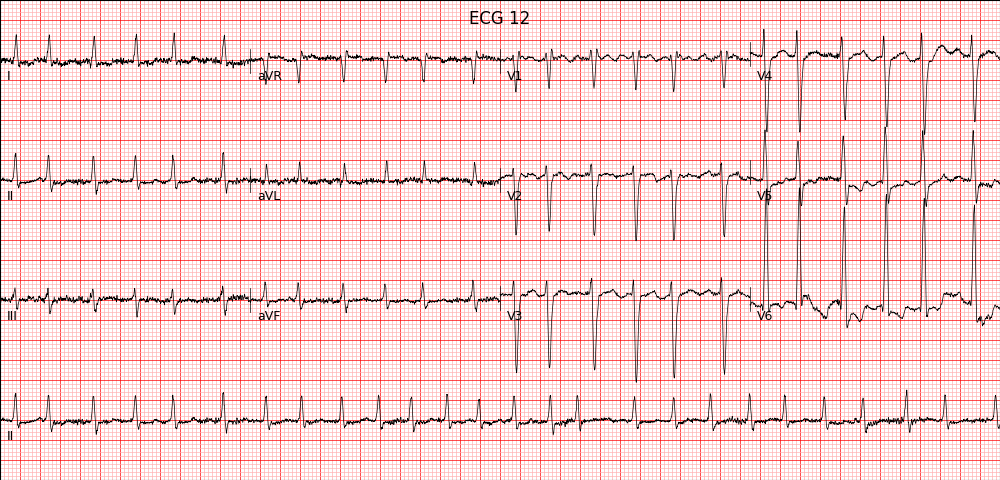 ECG 12
I aVR V1 V4
II aVL V2 V5
III aVF V3 V6
II